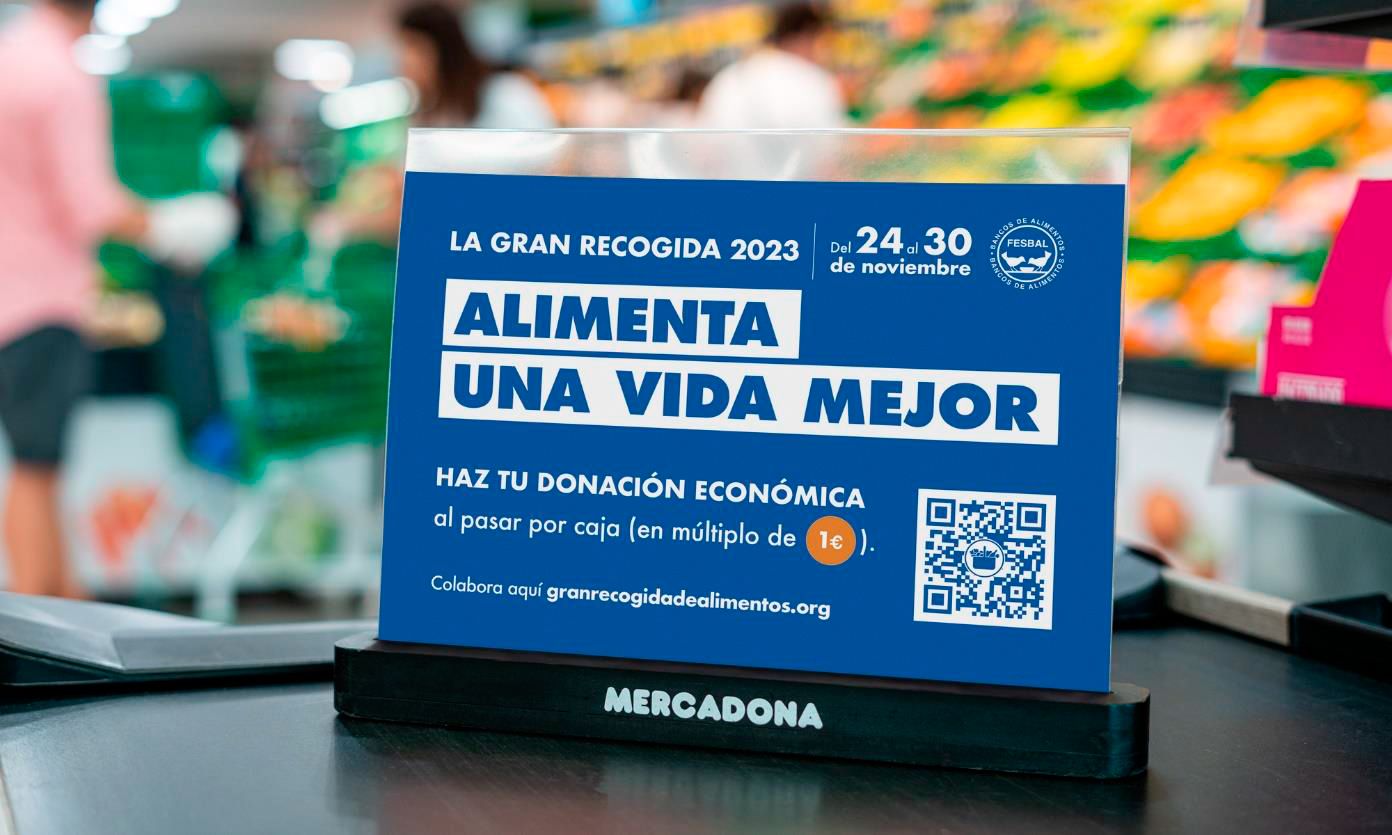 LA GRAN RECOGIDA 2023
Del 24 al 30
de noviembre
BANCOS DE ALIMENTOS
FESBAL
BANCOS DE ALIMENTOS
ALIMENTA
UNA VIDA MEJOR
HAZ TU DONACIÓN ECONÓMICA
al pasar por caja (en múltiplo de 1€).
Colabora aquí granrecogidadealimentos.org
MERCADONA